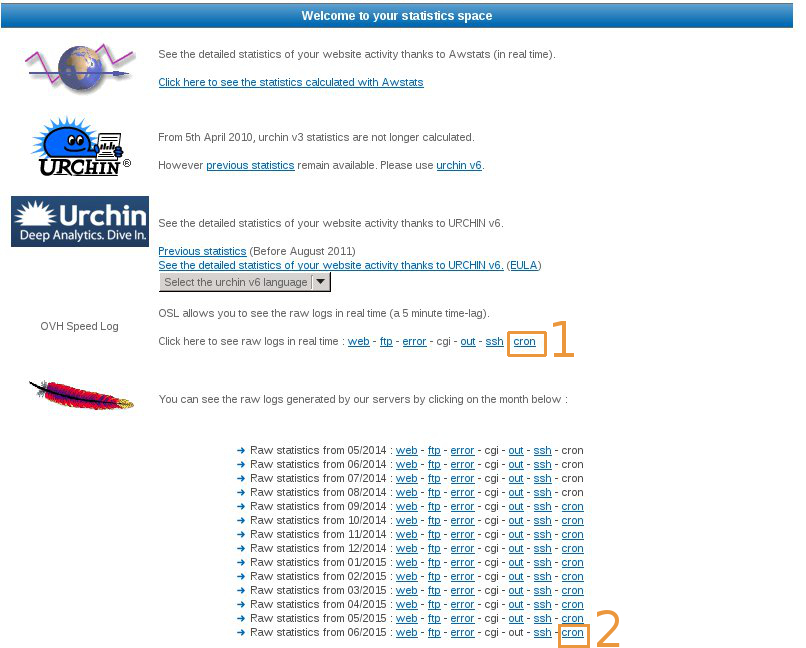 Welcome to your statistics space
See the detailed statistics of your website activity thanks to Awstats (in real time).
Click here to see the statistics calculated with Awstats
URCHIN®
From 5th April 2010, urchin v3 statistics are not longer calculated.
However previous statistics remain available. Please use urchin v6.
Urchin
Deep Analytics. Dive In.
See the detailed statistics of your website activity thanks to URCHIN v6.
Previous statistics (Before August 2011)
See the detailed statistics of your website activity thanks to URCHIN v6. (EULA)
Select the urchin v6 language
OVH Speed Log
OSL allows you to see the raw logs in real time (a 5 minute time-lag).
Click here to see raw logs in real time : web - ftp - error - cgi - out - ssh cron 1
You can see the raw logs generated by our servers by clicking on the month below :
Raw statistics from 05/2014 : web - ftp - error - cgi - out - ssh - cron
Raw statistics from 06/2014 : web - ftp - error - cgi - out - ssh - cron
Raw statistics from 07/2014 : web - ftp - error - cgi - out - ssh - cron
Raw statistics from 08/2014 : web - ftp - error - cgi - out - ssh - cron
Raw statistics from 09/2014 : web - ftp - error - cgi - out - ssh - cron
Raw statistics from 10/2014 : web - ftp - error - cgi - out - ssh - cron
Raw statistics from 11/2014 : web - ftp - error - cgi - out - ssh - cron
Raw statistics from 12/2014 : web - ftp - error - cgi - out - ssh - cron
Raw statistics from 01/2015 : web - ftp - error - cgi - out - ssh - cron
Raw statistics from 02/2015 : web - ftp - error - cgi - out - ssh - cron
Raw statistics from 03/2015 : web - ftp - error - cgi - out - ssh - cron
Raw statistics from 04/2015 : web - ftp - error - cgi - out - ssh - cron
Raw statistics from 05/2015 : web - ftp - error - cgi - out - ssh - cron
Raw statistics from 06/2015 : web - ftp - error - cgi - out - ssh - cron 2